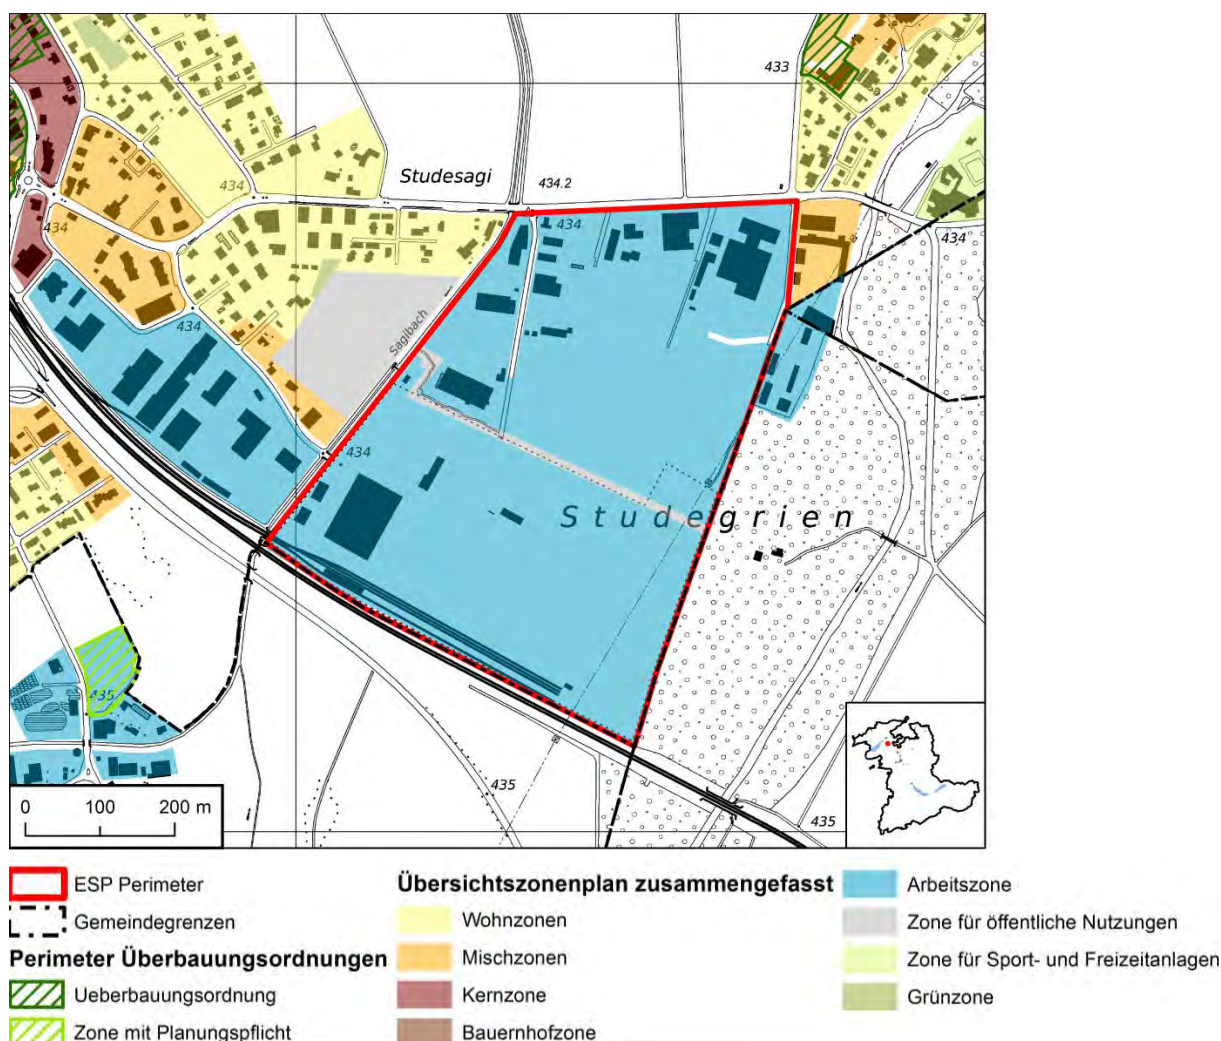 433
Studesagi
434.2
434
434
434
434
434
Sagibach
434
Studegrien
435
435
435
0 100 200 m
ESP Perimeter
Gemeindegrenzen
Perimeter Überbauungsordnungen
Ueberbauungsordnung
Zone mit Planungspflicht
Übersichtszonenplan zusammengefasst
Wohnzonen
Mischzonen
Kernzone
Bauernhofzone
Arbeitszone
Zone für öffentliche Nutzungen
Zone für Sport- und Freizeitanlagen
Grünzone